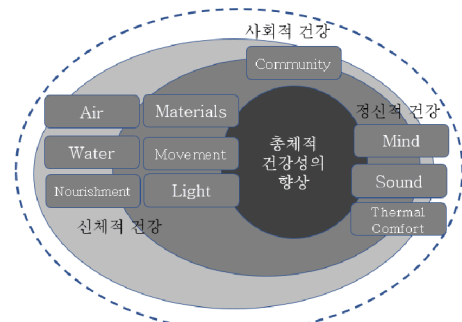 사회적 건강
Community
정신적 건강
Air
Materials
Mind
Water
Movement
총체적
건강성의
향상
Sound
Nourishment
Light
Thermal
Comfort
신체적 건강